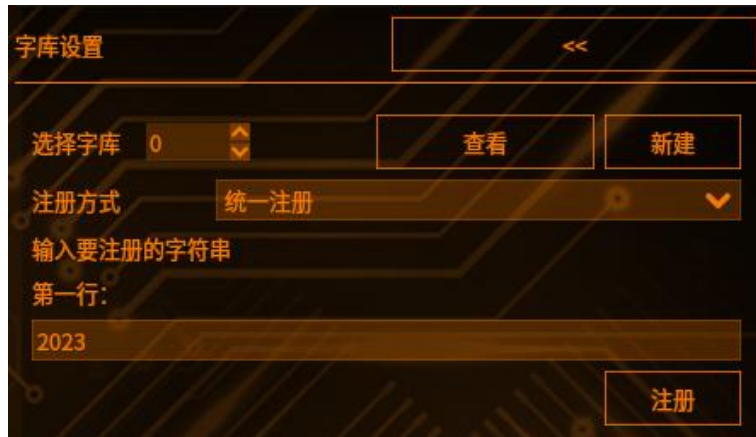 字库设置 <<
选择字库 0 查看 新建
注册方式 统一注册
输入要注册的字符串
第一行：
2023
注册